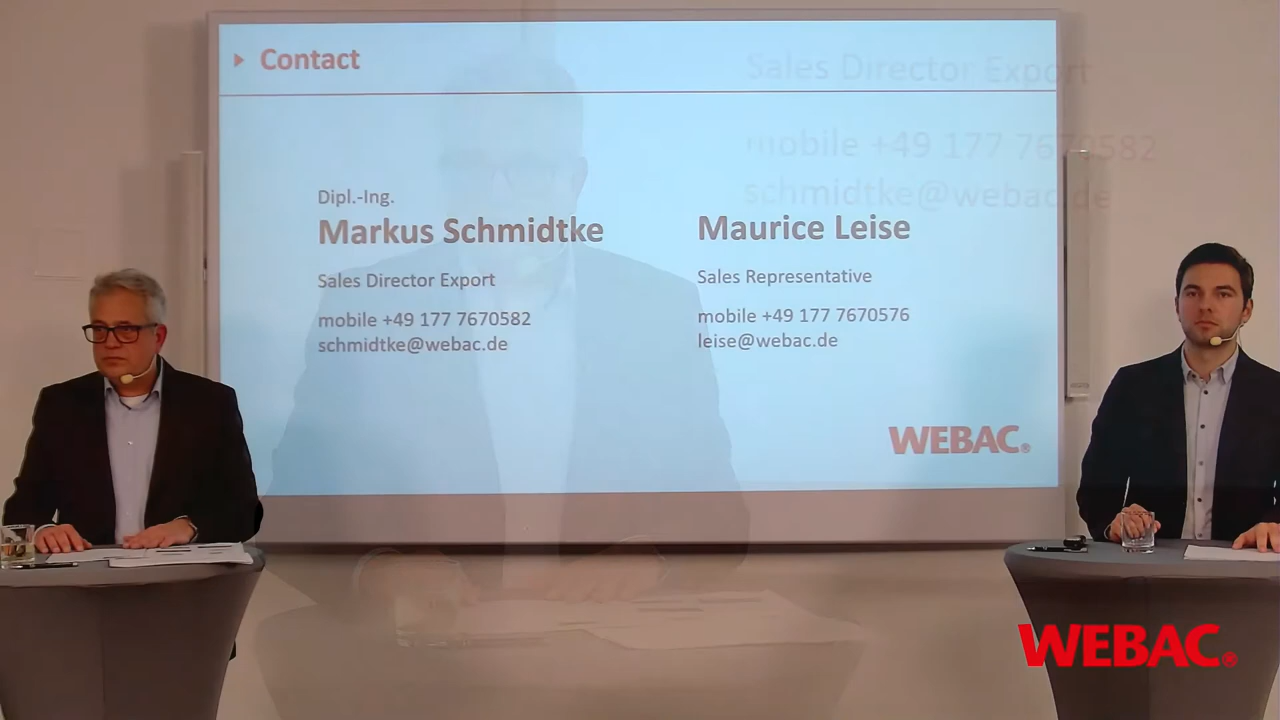 Contact
Sales Director Export
mobile +49 177 7670582
schmidtke@webac.de
Dipl.-Ing.
Markus Schmidtke
Sales Director Export
mobile +49 177 7670582
schmidtke@webac.de
Maurice Leise
Sales Representative
mobile +49 177 7670576
leise@webac.de
WEBAC®
WEBAC®